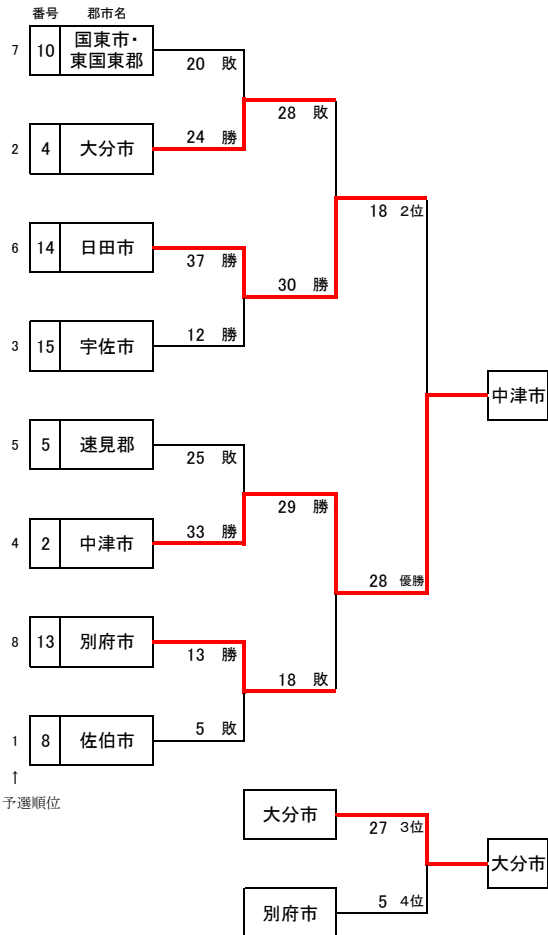 番号 郡市名
7 10 国東市・
東国東郡
20 敗
28 敗
2 4 大分市 24 勝
18 2位
6 14 日田市 37 勝
30 勝
3 15 宇佐市 12 勝
中津市
5 5 速見郡 25 敗
29 勝
4 2 中津市 33 勝
28 優勝
8 13 別府市 13 勝
18 敗
1 8 佐伯市 5 敗
↑
予選順位
大分市 27 3位
大分市
別府市 5 4位